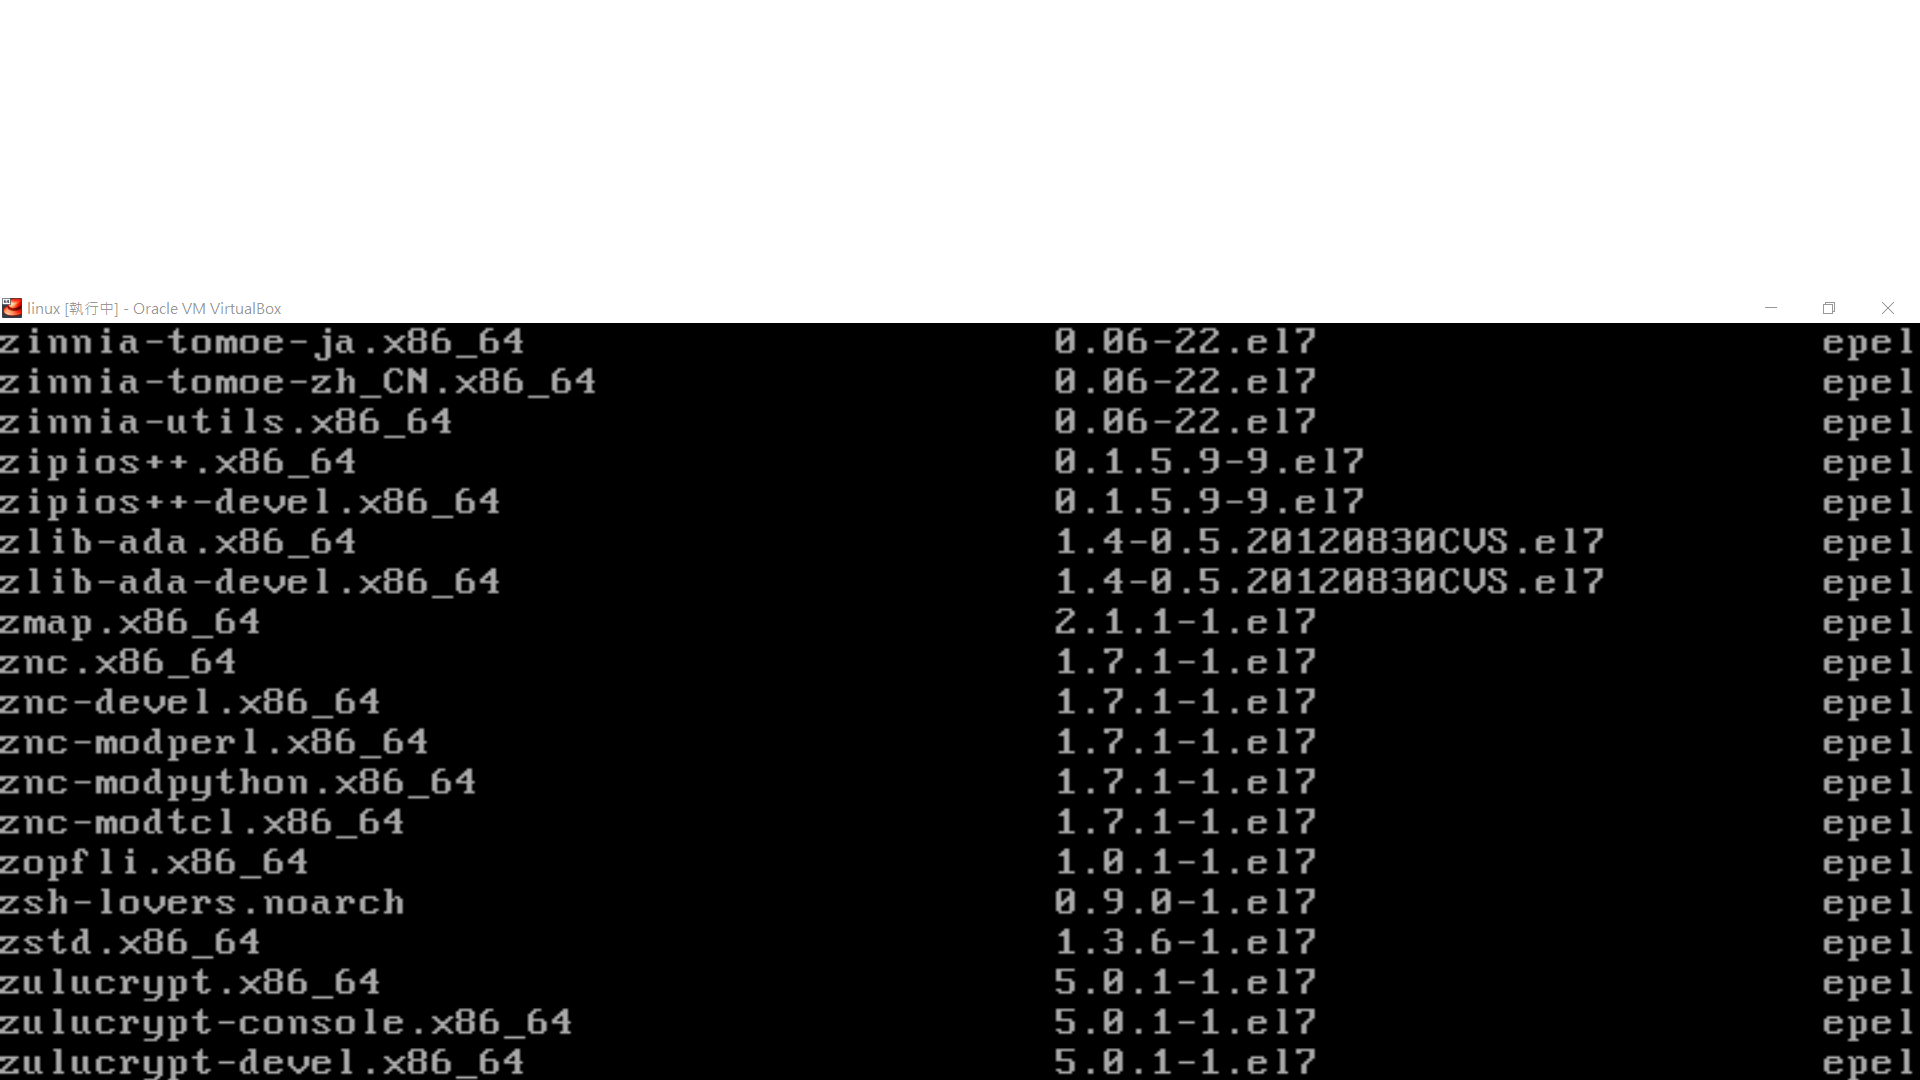 linux [執行中] - Oracle VM VirtualBox
zinnia-tomoe-ja.x86_64 0.06-22.el7 epel
zinnia-tomoe-zh_CN.x86_64 0.06-22.el7 epel
zinnia-utils.x86_64 0.06-22.el7 epel
zipios++.x86_64 0.1.5.9-9.el7 epel
zipios++-devel.x86_64 0.1.5.9-9.el7 epel
zlib-ada.x86_64 1.4-0.5.20120830CVS.el7 epel
zlib-ada-devel.x86_64 1.4-0.5.20120830CVS.el7 epel
zmap.x86_64 2.1.1-1.el7 epel
znc.x86_64 1.7.1-1.el7 epel
znc-devel.x86_64 1.7.1-1.el7 epel
znc-modperl.x86_64 1.7.1-1.el7 epel
znc-modpython.x86_64 1.7.1-1.el7 epel
znc-modtcl.x86_64 1.7.1-1.el7 epel
zopfli.x86_64 1.0.1-1.el7 epel
zsh-lovers.noarch 0.9.0-1.el7 epel
zstd.x86_64 1.3.6-1.el7 epel
zulucrypt.x86_64 5.0.1-1.el7 epel
zulucrypt-console.x86_64 5.0.1-1.el7 epel
zulucrypt-devel.x86_64 5.0.1-1.el7 epel